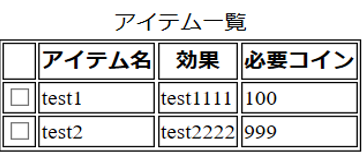 アイテム一覧
アイテム名 効果 必要コイン
test1 test1111 100
test2 test2222 999